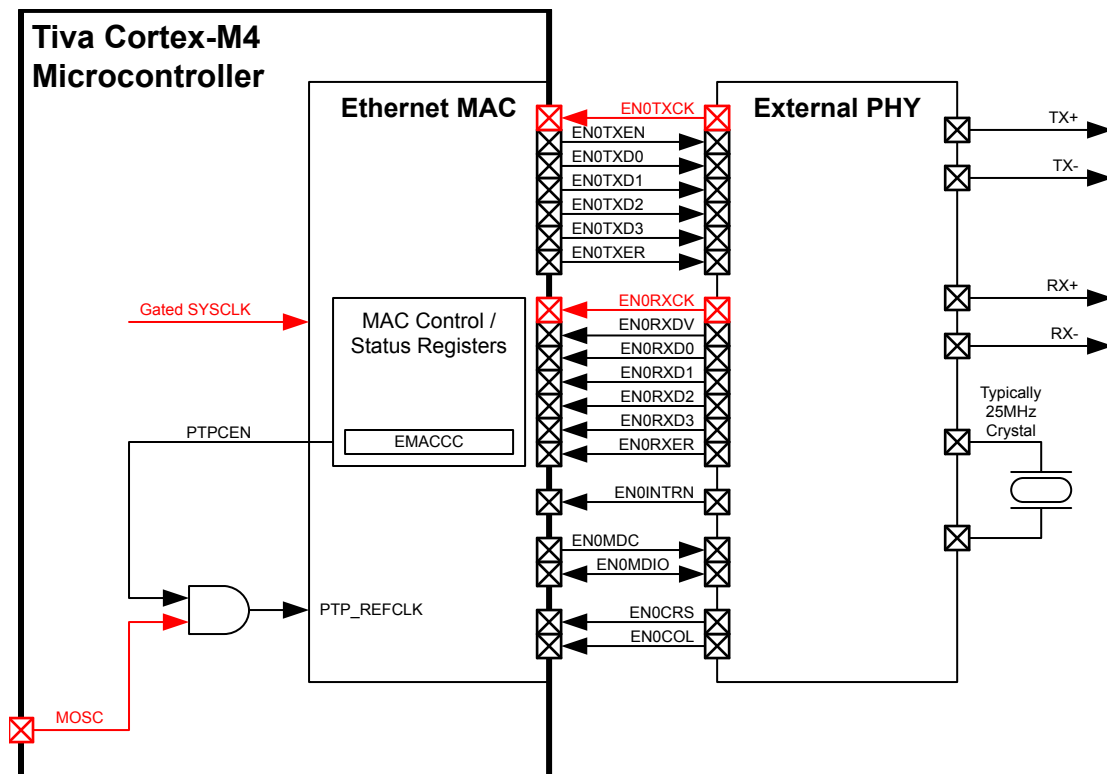 Tiva Cortex-M4
Microcontroller
Ethernet MAC
External PHY
EN0TXCK
EN0TXEN
EN0TXD0
EN0TXD1
EN0TXD2
EN0TXD3
EN0TXER
TX+
TX-
Gated SYSCLK
MAC Control /
Status Registers
EMACCC
EN0RXCK
EN0RXDV
EN0RXD0
EN0RXD1
EN0RXD2
EN0RXD3
EN0RXER
RX+
RX-
Typically
25MHz
Crystal
PTPCEN
EN0INTRN
EN0MDC
EN0MDIO
PTP_REFCLK
EN0CRS
EN0COL
MOSC